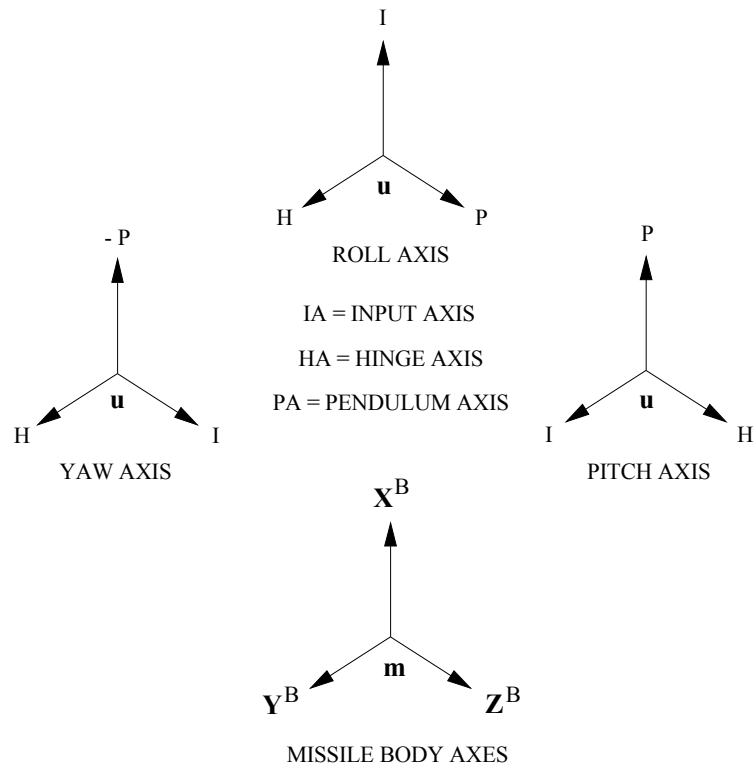 I
u
H
P
ROLL AXIS
- P
u
H
I
YAW AXIS
IA = INPUT AXIS
HA = HINGE AXIS
PA = PENDULUM AXIS
P
u
I
H
PITCH AXIS
X^B
m
Y^B
Z^B
MISSILE BODY AXES